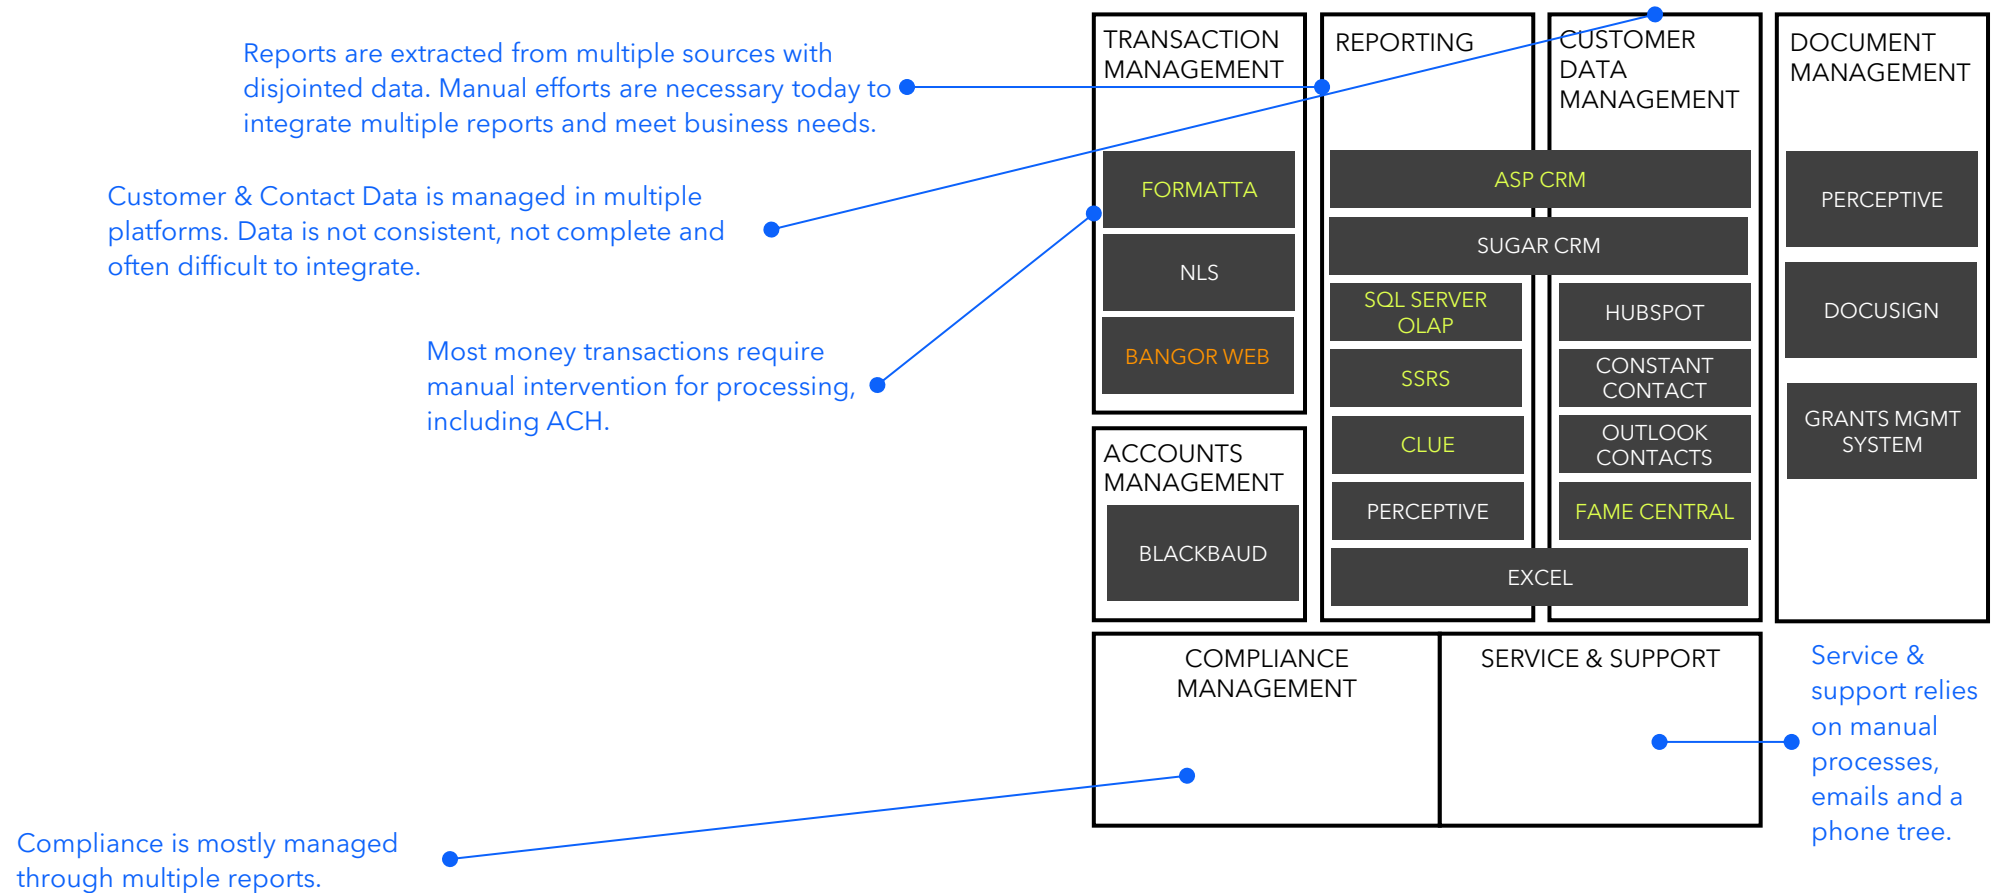 Reports are extracted from multiple sources with
disjointed data. Manual efforts are necessary today to
integrate multiple reports and meet business needs.
Customer & Contact Data is managed in multiple
platforms. Data is not consistent, not complete and
often difficult to integrate.
Most money transactions require
manual intervention for processing,
including ACH.
Compliance is mostly managed
through multiple reports.
TRANSACTION
MANAGEMENT
FORMATTA
NLS
BANGOR WEB
ACCOUNTS
MANAGEMENT
BLACKBAUD
REPORTING
CUSTOMER
DATA
MANAGEMENT
ASP CRM
SUGAR CRM
SQL SERVER
OLAP
SSRS
CLUE
PERCEPTIVE
HUBSPOT
CONSTANT
CONTACT
OUTLOOK
CONTACTS
FAME CENTRAL
EXCEL
DOCUMENT
MANAGEMENT
PERCEPTIVE
DOCUSIGN
GRANTS MGMT
SYSTEM
COMPLIANCE
MANAGEMENT
SERVICE & SUPPORT
Service &
support relies
on manual
processes,
emails and a
phone tree.